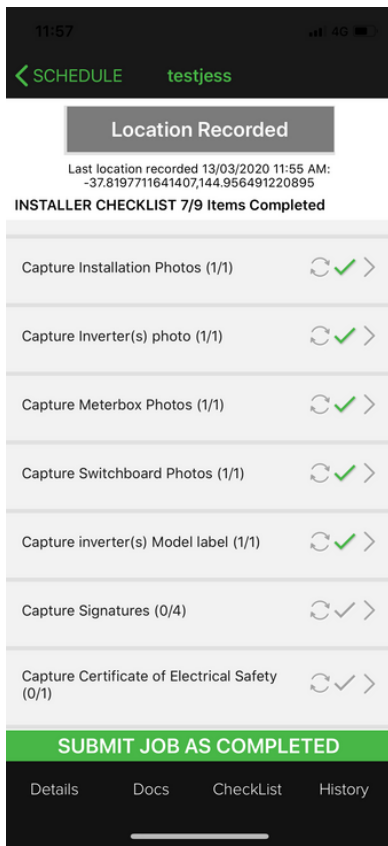 11:57
4G
SCHEDULE
testjess
Location Recorded
Last location recorded 13/03/2020 11:55 AM:
-37.8197711641407,144.956491220895
INSTALLER CHECKLIST 7/9 Items Completed
Capture Installation Photos (1/1)
Capture Inverter(s) photo (1/1)
Capture Meterbox Photos (1/1)
Capture Switchboard Photos (1/1)
Capture inverter(s) Model label (1/1)
Capture Signatures (0/4)
Capture Certificate of Electrical Safety
(0/1)
SUBMIT JOB AS COMPLETED
Details
Docs
CheckList
History